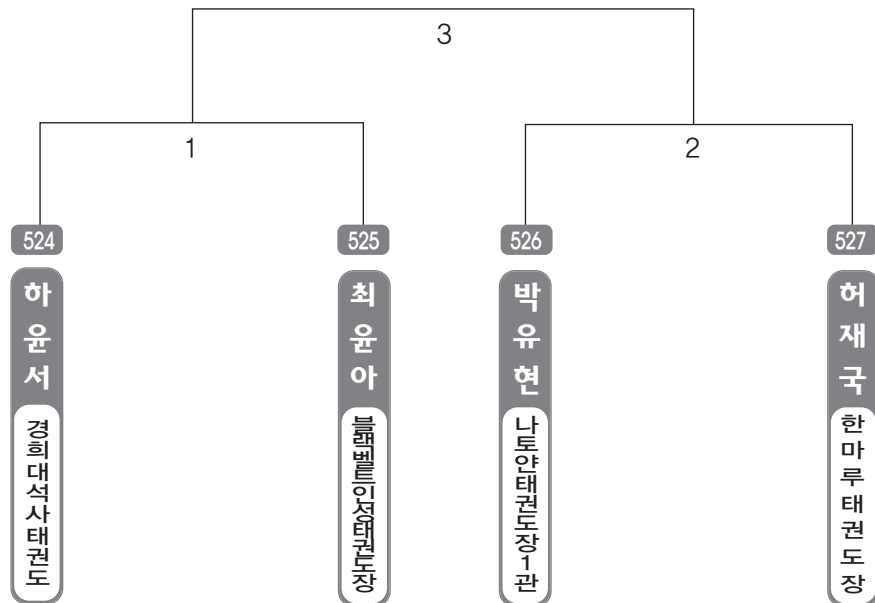 3
1
2
524
525
526
527
하윤서
최윤아
박유현
허재국
경희대석사태권도
블랙벨트인성태권도장
나토얀태권도장1관
한마루태권도장